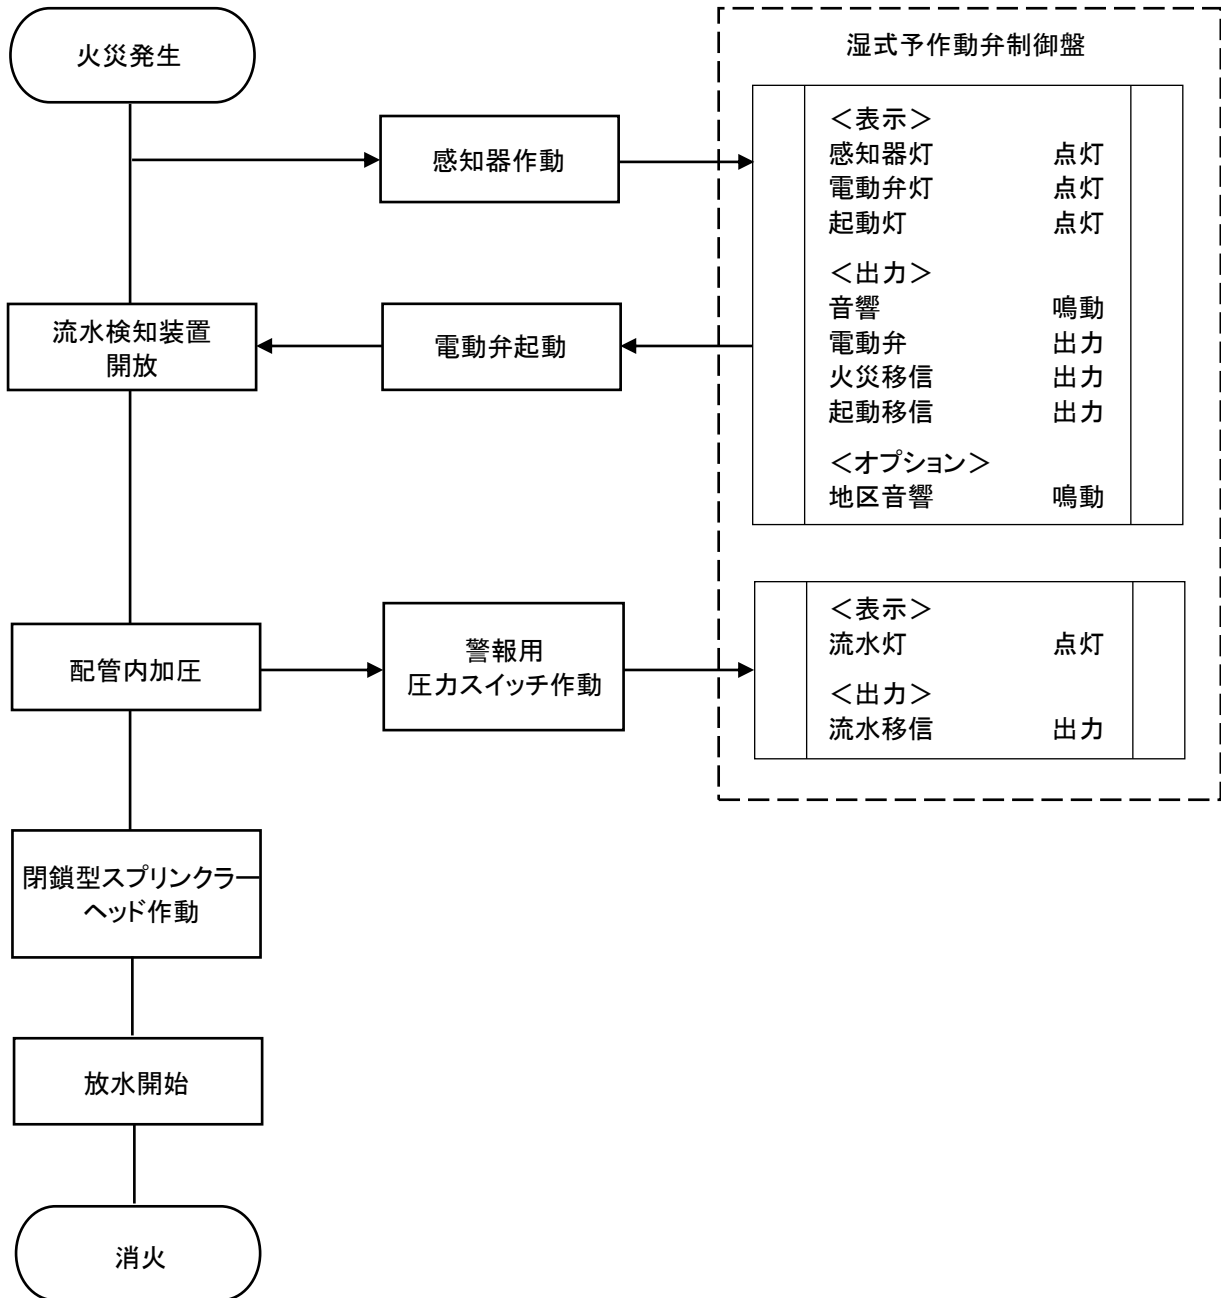 火災発生
湿式予作動弁制御盤
感知器作動
＜表示＞
感知器灯 点灯
電動弁灯 点灯
起動灯 点灯
＜出力＞
音響 鳴動
電動弁 出力
火災移信 出力
起動移信 出力
＜オプション＞
地区音響 鳴動
電動弁起動
流水検知装置
開放
配管内加圧
警報用
圧力スイッチ作動
＜表示＞
流水灯 点灯
＜出力＞
流水移信 出力
閉鎖型スプリンクラー
ヘッド作動
放水開始
消火